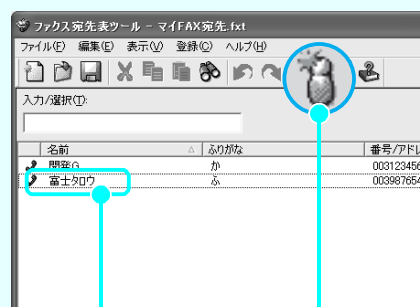 ファクス宛先表ツール - マイFAX宛先.fxt
ファイル(F) 編集(E) 表示(V) 登録(C) ヘルプ(H)
入力/選択(T):
名前 ふりがな 番号/アドレ
開発G か 003123456
富士タロウ ふ 003987654